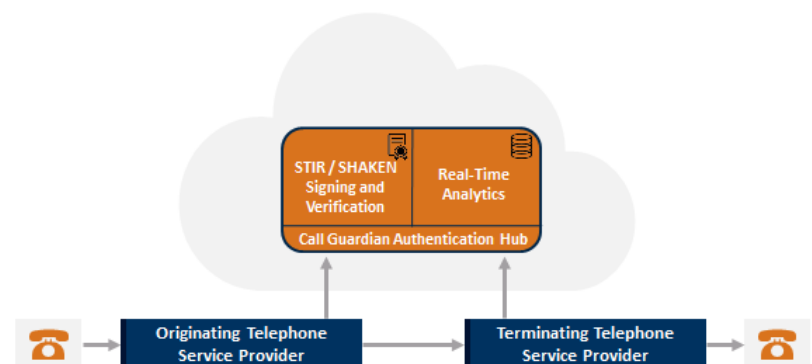 STIR / SHAKEN
Signing and
Verification
Real-Time
Analytics
Call Guardian Authentication Hub
Originating Telephone
Service Provider
Terminating Telephone
Service Provider